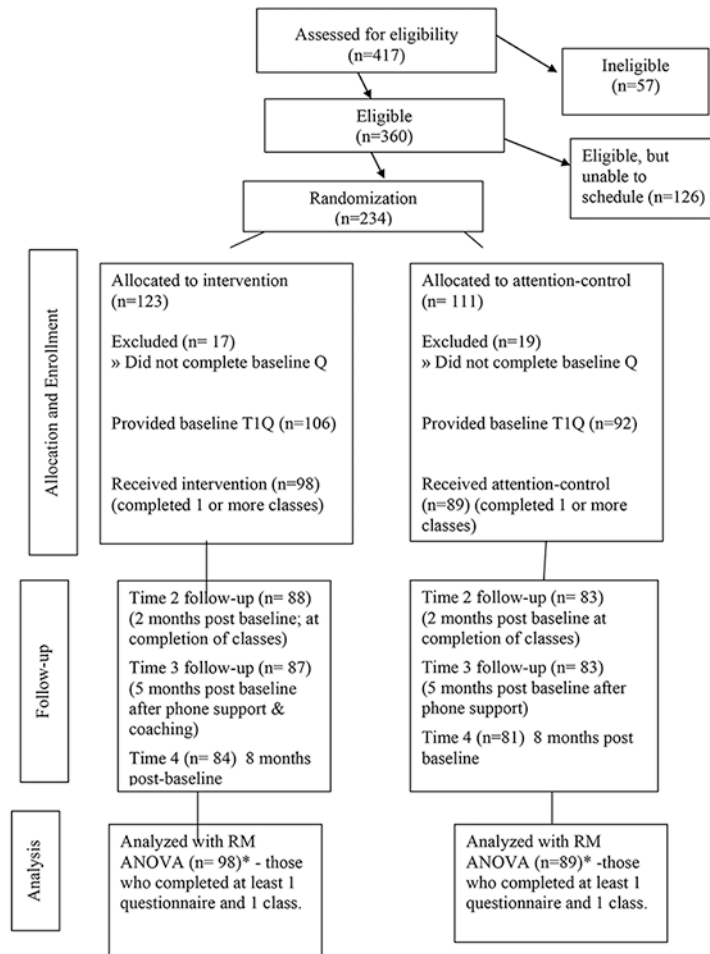 Assessed for eligibility
(n=417)
Ineligible
(n=57)
Eligible
(n=360)
Eligible, but
unable to
schedule (n=126)
Randomization
(n=234)
Allocation and Enrollment
Allocated to intervention
(n=123)
Excluded (n= 17)
» Did not complete baseline Q
Provided baseline T1Q (n=106)
Received intervention (n=98)
(completed 1 or more classes)
Allocated to attention-control
(n= 111)
Excluded (n=19)
» Did not complete baseline Q
Provided baseline T1Q (n=92)
Received attention-control
(n=89) (completed 1 or more
classes)
Follow-up
Time 2 follow-up (n= 88)
(2 months post baseline; at
completion of classes)
Time 3 follow-up (n= 87)
(5 months post baseline
after phone support &
coaching)
Time 4 (n= 84) 8 months
post-baseline
Time 2 follow-up (n= 83)
(2 months post baseline at
completion of classes)
Time 3 follow-up (n= 83)
(5 months post baseline after
phone support)
Time 4 (n=81) 8 months post
baseline
Analysis
Analyzed with RM
ANOVA (n= 98)* - those
who completed at least 1
questionnaire and 1 class.
Analyzed with RM
ANOVA (n=89)* -those
who completed at least 1
questionnaire and 1 class.